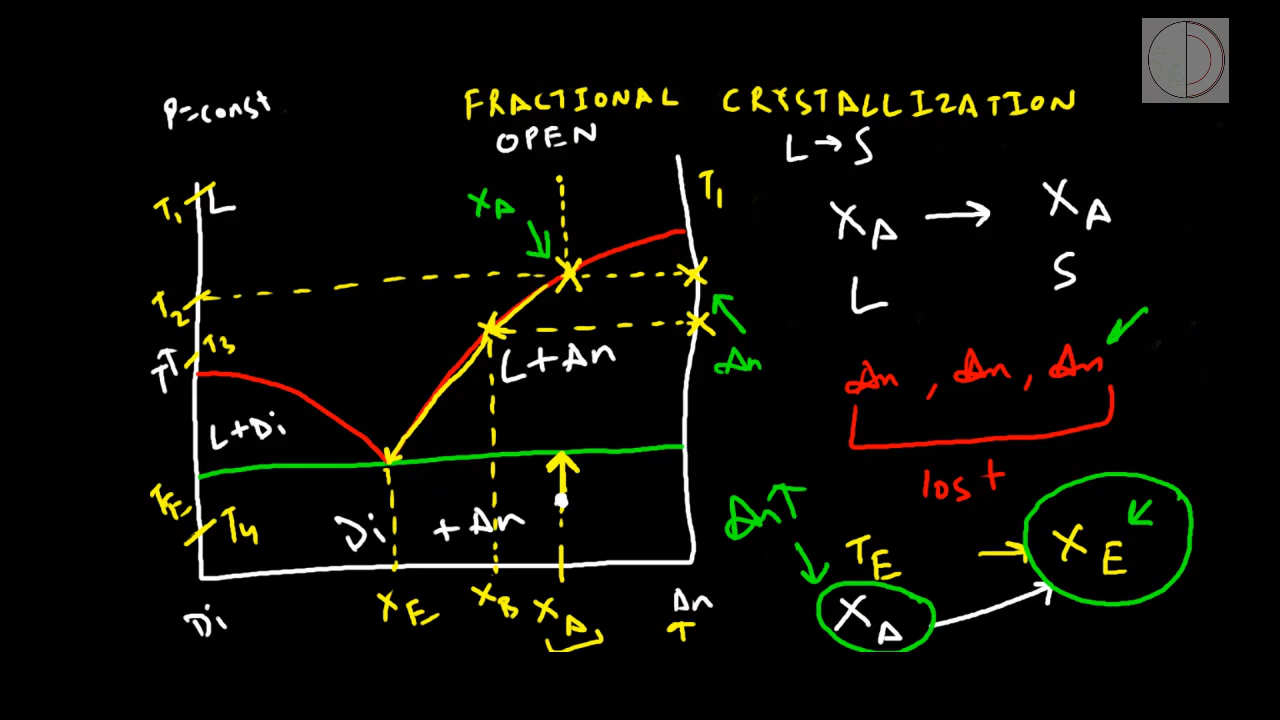 P=const
FRACTIONAL CRYSTALLIZATION
OPEN
L → S
T1
L
XA
T1
XA → XA
L
S
T2
T3
T
L+An
An
An, An, An
L+Di
lost
TE
T4
Di + An
An↑
TE → XE
XA
Di
XE
XB
XA
An